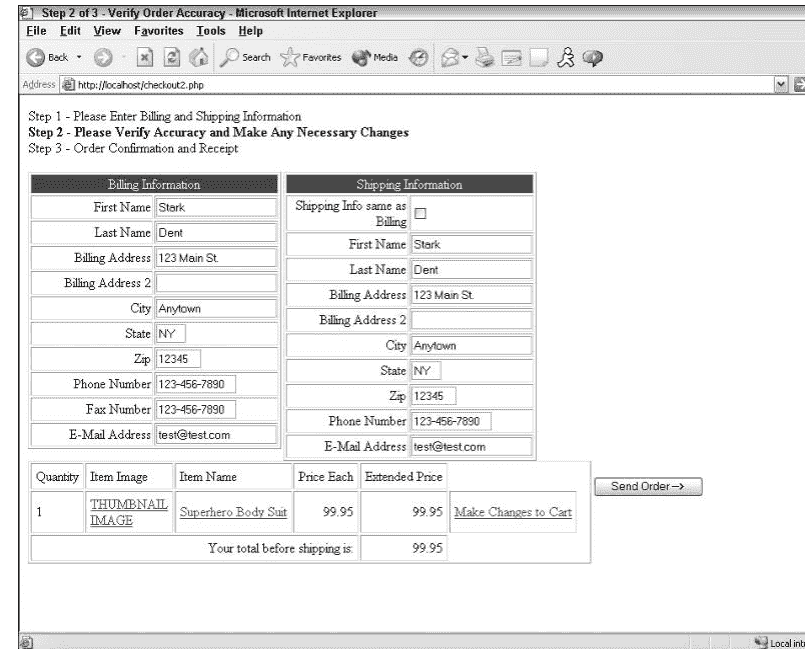 Step 2 of 3 - Verify Order Accuracy - Microsoft Internet Explorer
File Edit View Favorites Tools Help
Back Search Favorites Media
Address http://localhost/checkout2.php
Step 1 - Please Enter Billing and Shipping Information
Step 2 - Please Verify Accuracy and Make Any Necessary Changes
Step 3 - Order Confirmation and Receipt
Billing Information
First Name Stark
Last Name Dent
Billing Address 123 Main St.
Billing Address 2
City Anytown
State NY
Zip 12345
Phone Number 123-456-7890
Fax Number 123-456-7890
E-Mail Address test@test.com
Shipping Information
Shipping Info same as
Billing
First Name Stark
Last Name Dent
Billing Address 123 Main St.
Billing Address 2
City Anytown
State NY
Zip 12345
Phone Number 123-456-7890
E-Mail Address test@test.com
Quantity Item Image Item Name Price Each Extended Price
1 THUMBNAIL IMAGE Superhero Body Suit 99.95 99.95 Make Changes to Cart
Your total before shipping is: 99.95
Send Order-->
Local int